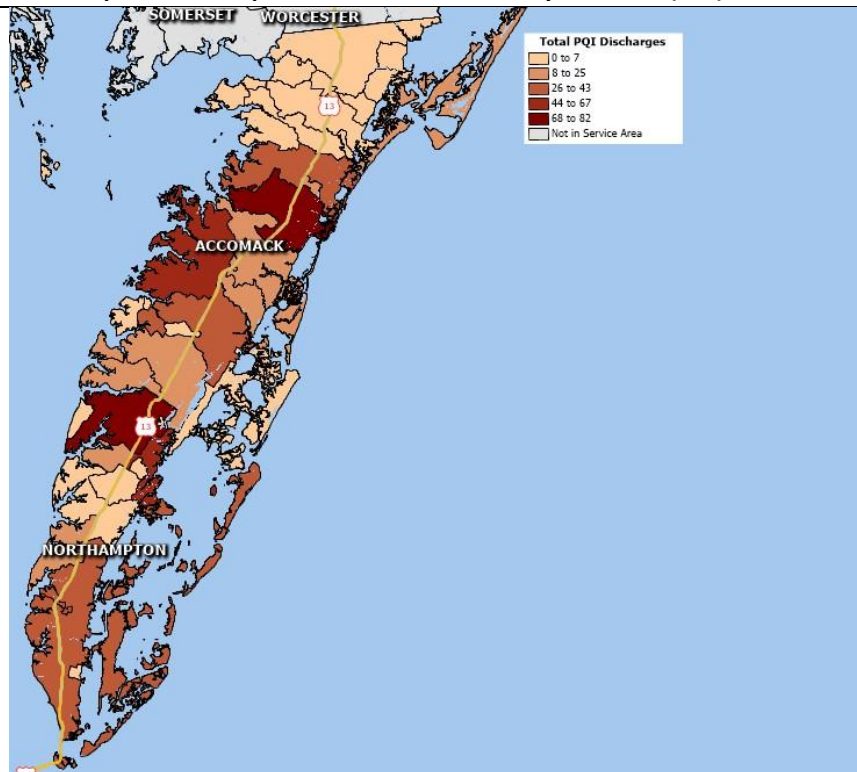 SOMERSET
WORCESTER
Total PQI Discharges
0 to 7
8 to 25
26 to 43
44 to 67
68 to 82
Not in Service Area
13
ACCOMACK
13
NORTHAMPTON